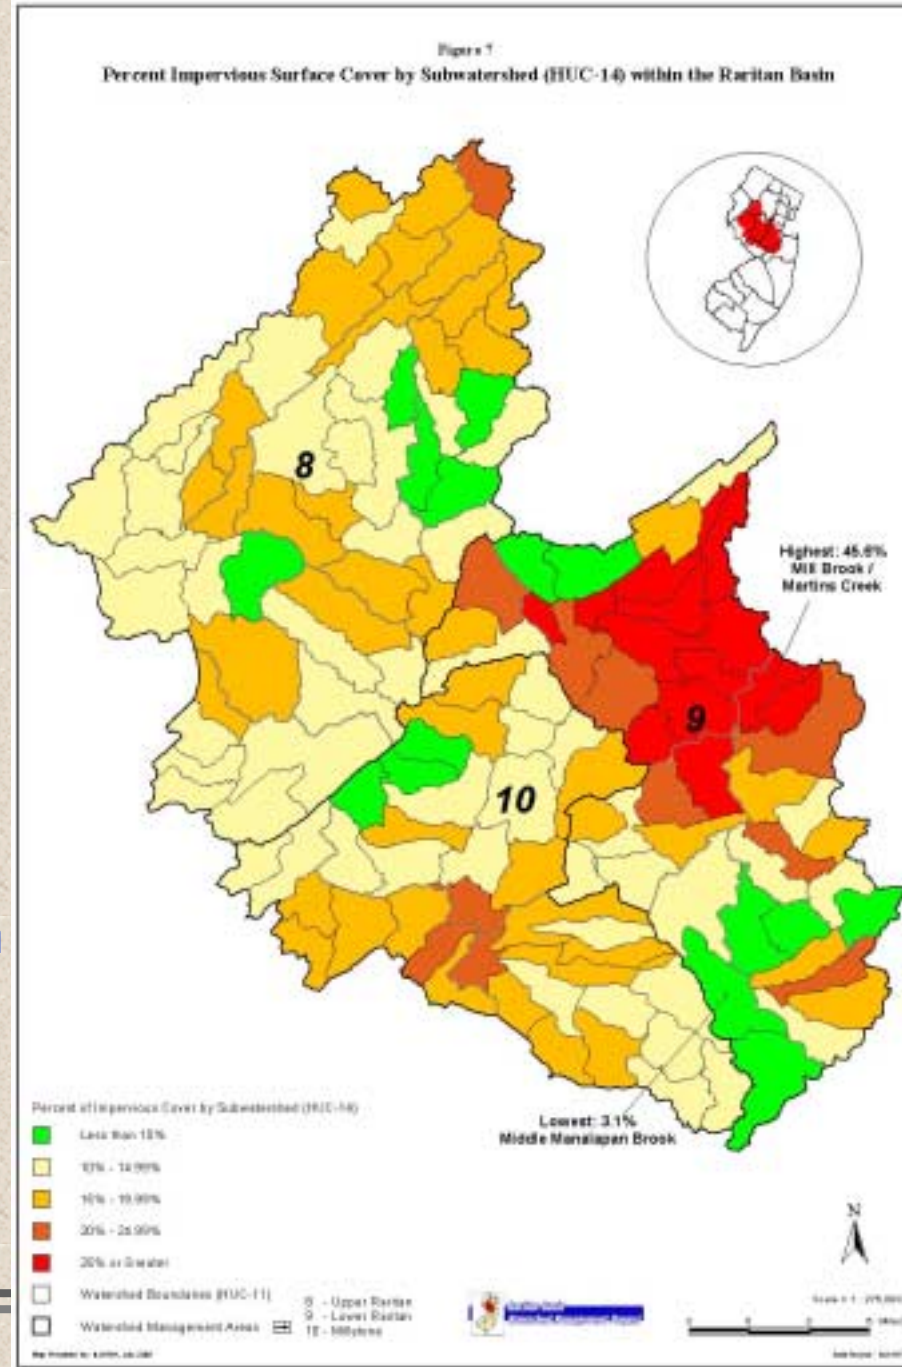 Figure 7
Percent Impervious Surface Cover by Subwatershed (HUC-14) within the Raritan Basin
8
Highest: 45.6%
Mill Brook /
Martins Creek
9
10
Lowest: 3.1%
Middle Manalapan Brook
Percent of Impervious Cover by Subwatershed (HUC-14)
Less than 10%
10% - 14.99%
- 19.99%
20% - 24.99%
or Greater
Watershed Boundaries (HUC-11)
Watershed Management Areas
8 - Upper Raritan
9 - Lower Raritan
10 - Millstone
N